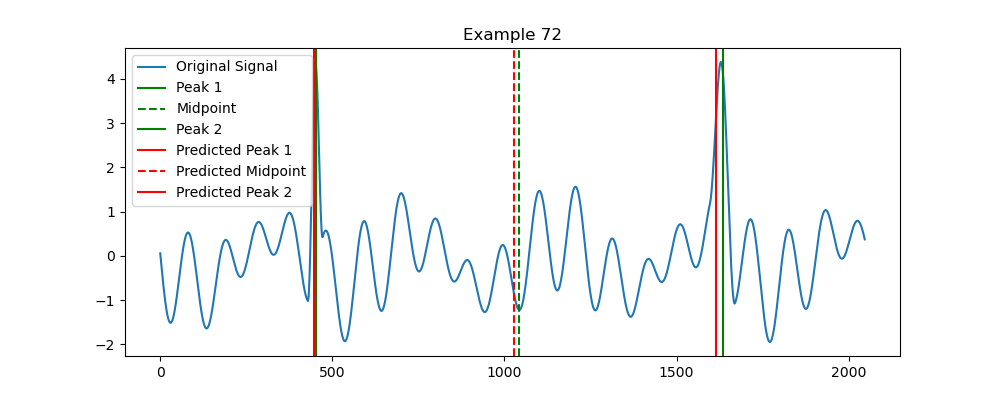 Example 72
Original Signal
Peak 1
Midpoint
Peak 2
Predicted Peak 1
Predicted Midpoint
Predicted Peak 2
4
3
2
1
0
−1
−2
0 500 1000 1500 2000